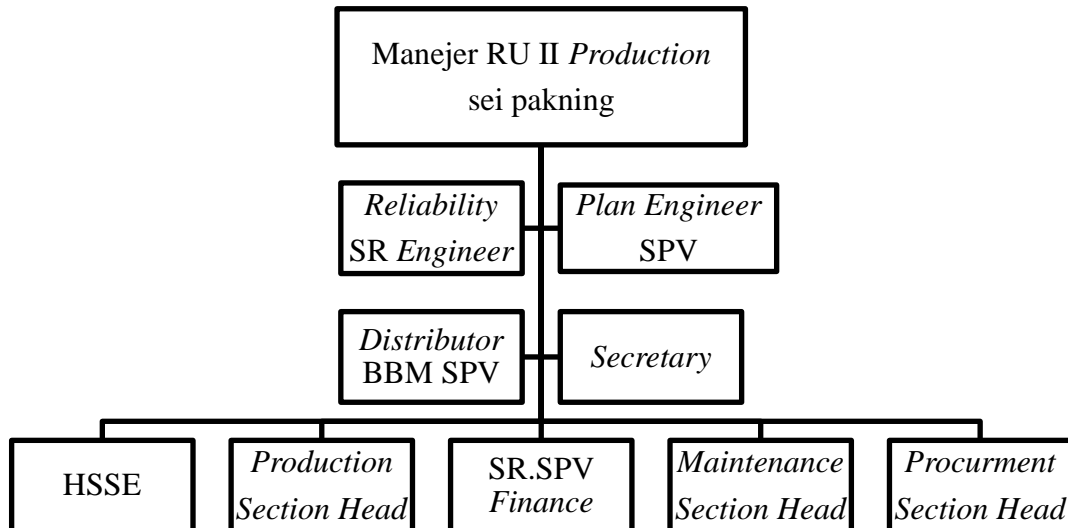 Manejer RU II Production
sei pakning
Reliability
SR Engineer
Plan Engineer
SPV
Distributor
BBM SPV
Secretary
HSSE
Production
Section Head
SR.SPV
Finance
Maintenance
Section Head
Procurment
Section Head